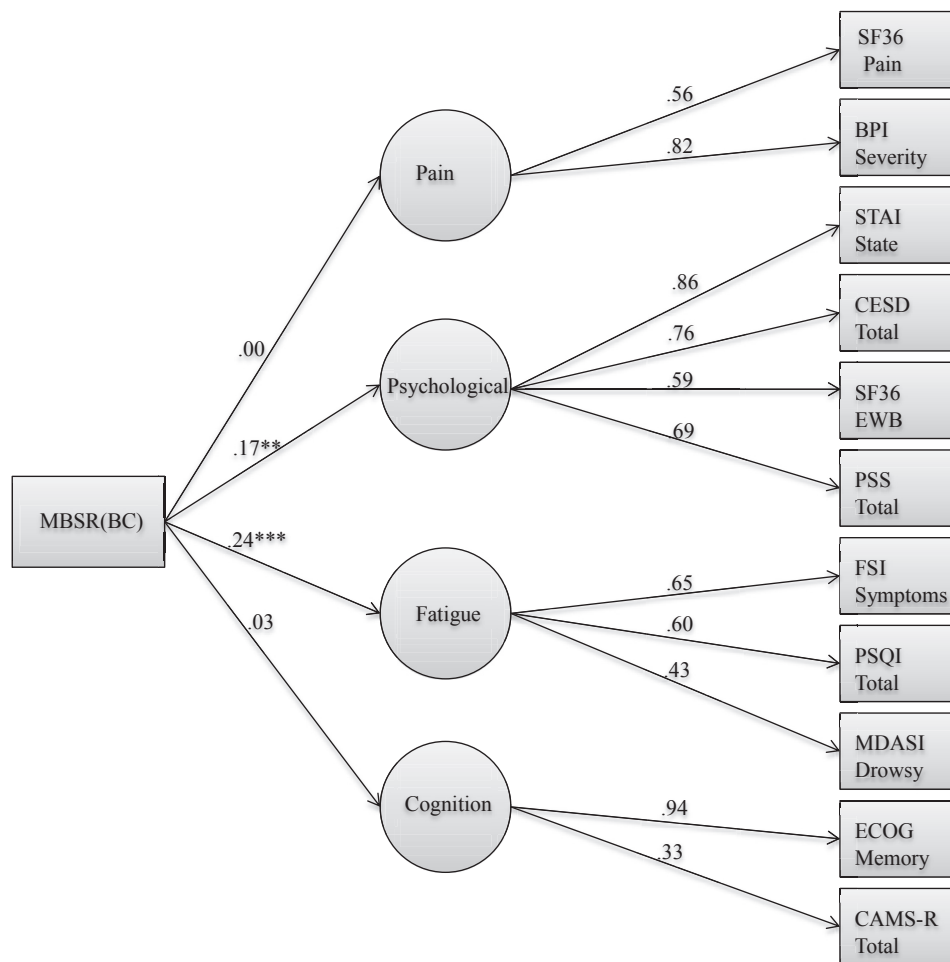 SF36
Pain
.56
BPI
Severity
.82
Pain
STAI
State
.86
CESD
Total
.76
.00
Psychological
.59
SF36
EWB
.17**
.69
PSS
Total
MBSR(BC)
.24***
FSI
Symptoms
.65
.03
Fatigue
.60
PSQI
Total
.43
MDASI
Drowsy
Cognition
.94
ECOG
Memory
.33
CAMS-R
Total